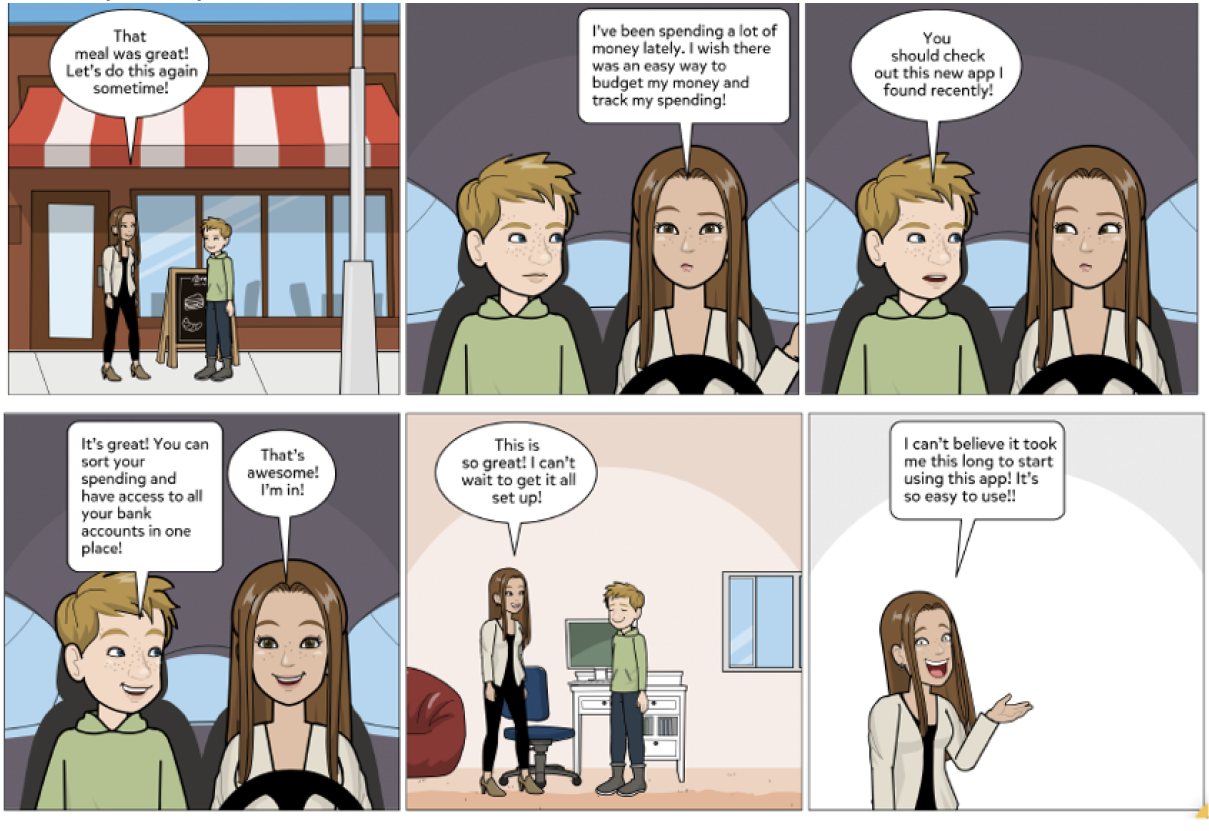 That
meal was great!
Let's do this again
sometime!
I've been spending a lot of
money lately. I wish there
was an easy way to
budget my money and
track my spending!
You
should check
out this new app I
found recently!
It's great! You can
sort your
spending and
have access to all
your bank
accounts in one
place!
That's
awesome!
I'm in!
This is
so great! I can't
wait to get it all
set up!
I can't believe it took
me this long to start
using this app! It's
so easy to use!!